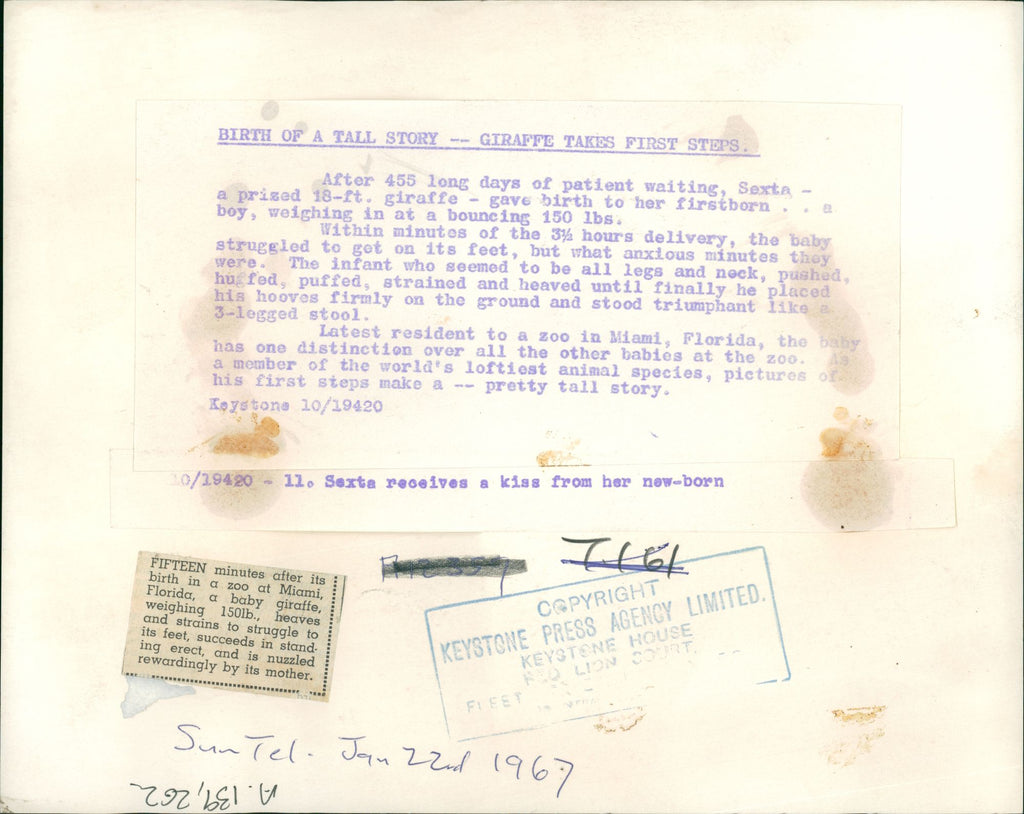 BIRTH OF A TALL STORY -- GIRAFFE TAKES FIRST STEPS.
After 455 long days of patient waiting, Sexta -
a prized 18-ft. giraffe - gave birth to her firstborn . . a
boy, weighing in at a bouncing 150 lbs.
Within minutes of the 3½ hours delivery, the baby
struggled to get on its feet, but what anxious minutes they
were. The infant who seemed to be all legs and neck, pushed,
huffed, puffed, strained and heaved until finally he placed
his hooves firmly on the ground and stood triumphant like a
3-legged stool.
Latest resident to a zoo in Miami, Florida, the baby
has one distinction over all the other babies at the zoo. As
a member of the world's loftiest animal species, pictures of
his first steps make a -- pretty tall story.
Keystone 10/19420
10/19420 - 11. Sexta receives a kiss from her new-born
FIFTEEN minutes after its
birth in a zoo at Miami,
Florida, a baby giraffe,
weighing 150lb., heaves
and strains to struggle to
its feet, succeeds in stand-
ing erect, and is nuzzled
rewardingly by its mother.
7/61
COPYRIGHT
KEYSTONE PRESS AGENCY LIMITED.
KEYSTONE HOUSE
RED LION COURT,
FLEET
Sun Tel. Jan 22nd 1967
A.139,262